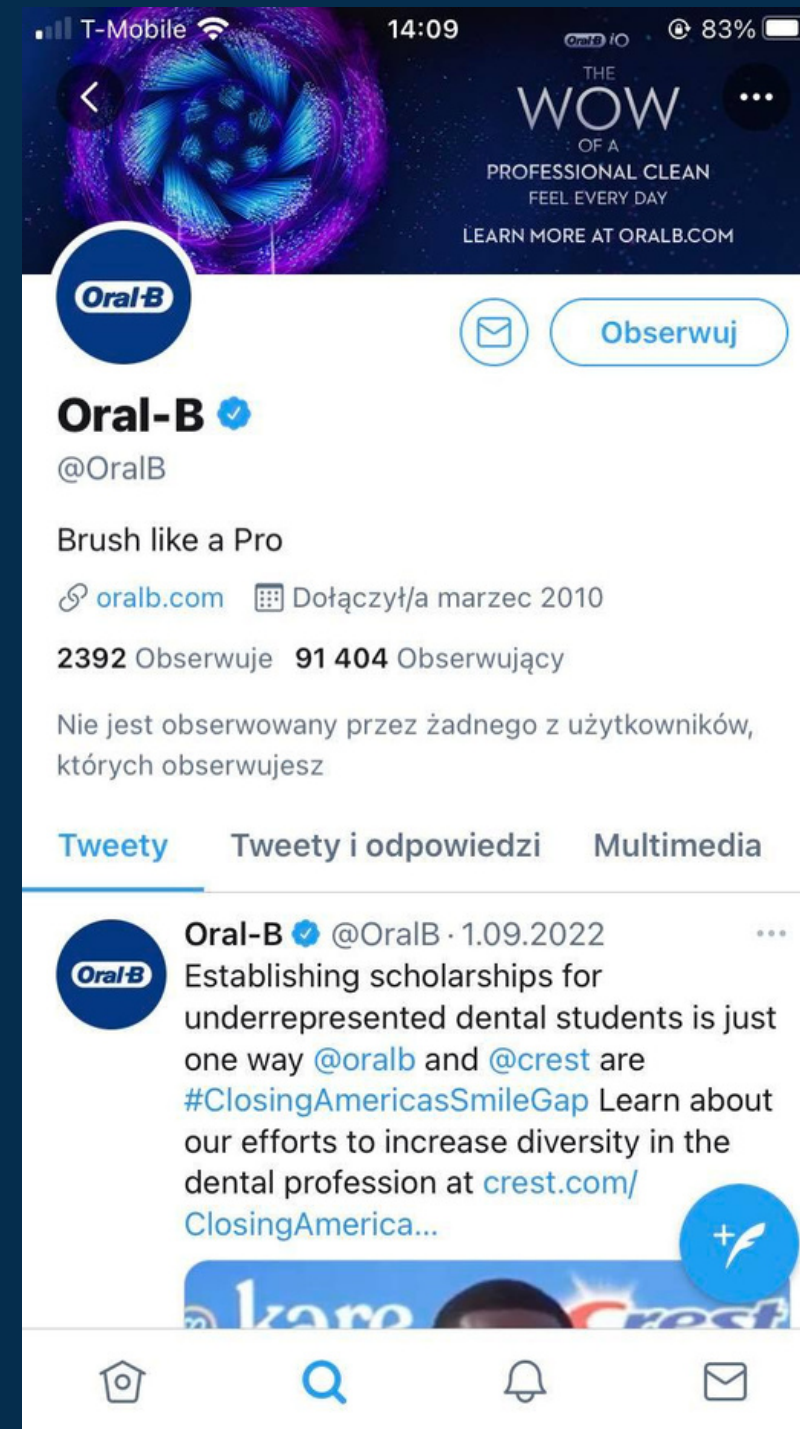 T-Mobile 14:09 83%
Oral-B iO
THE
WOW
OF A
PROFESSIONAL CLEAN
FEEL EVERY DAY
LEARN MORE AT ORALB.COM
Oral-B
Obserwuj
Oral-B
@OralB
Brush like a Pro
oralb.com Dołączył/a marzec 2010
2392 Obserwuje 91 404 Obserwujący
Nie jest obserwowany przez żadnego z użytkowników,
których obserwujesz
Tweety Tweety i odpowiedzi Multimedia
Oral-B @OralB · 1.09.2022
Oral-B
Establishing scholarships for
underrepresented dental students is just
one way @oralb and @crest are
#ClosingAmericasSmileGap Learn about
our efforts to increase diversity in the
dental profession at crest.com/
ClosingAmerica...
kare Crest